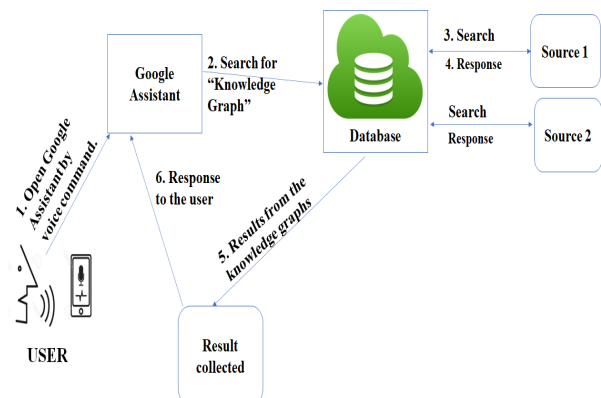 Google
Assistant
2. Search for
“Knowledge
Graph”
Database
3. Search
4. Response
Source 1
Search
Response
Source 2
1. Open Google
Assistant by
voice command.
6. Response
to the user
5. Results from the
knowledge graphs
USER
Result
collected